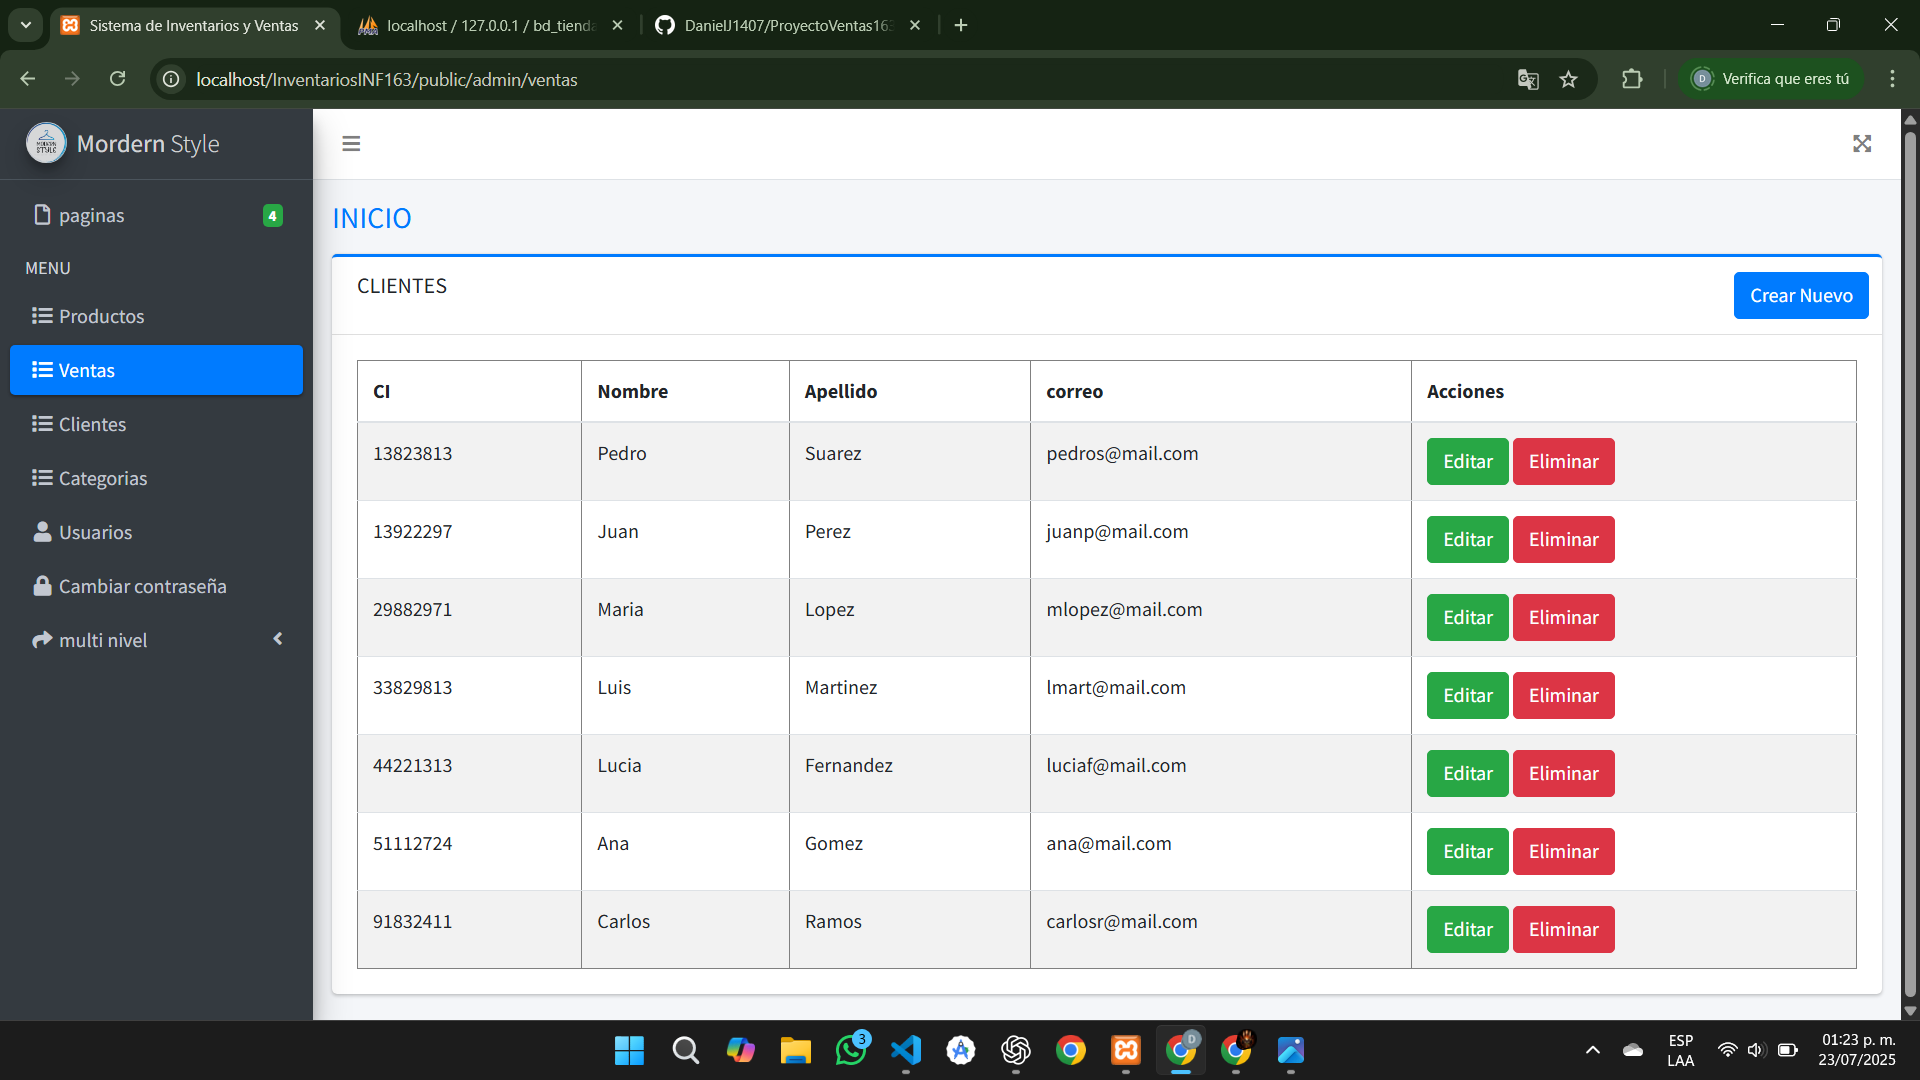 Sistema de Inventarios y Ventas
localhost / 127.0.0.1 / bd_tienda
DanielJ1407/ProyectoVentas163
localhost/InventariosINF163/public/admin/ventas
Verifica que eres tú
D
MODERN STYLE
Mordern Style
paginas
4
MENU
Productos
Ventas
Clientes
Categorias
Usuarios
Cambiar contraseña
multi nivel
INICIO
CLIENTES
Crear Nuevo
CI Nombre Apellido correo Acciones
13823813 Pedro Suarez pedros@mail.com Editar Eliminar
13922297 Juan Perez juanp@mail.com Editar Eliminar
29882971 Maria Lopez mlopez@mail.com Editar Eliminar
33829813 Luis Martinez lmart@mail.com Editar Eliminar
44221313 Lucia Fernandez luciaf@mail.com Editar Eliminar
51112724 Ana Gomez ana@mail.com Editar Eliminar
91832411 Carlos Ramos carlosr@mail.com Editar Eliminar
3
D
ESP
LAA
01:23 p. m.
23/07/2025